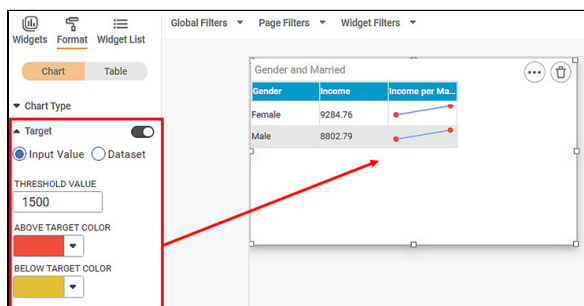 Global Filters Page Filters Widget Filters
Widgets Format Widget List
Chart Table
Chart Type
Target
Input Value Dataset
THRESHOLD VALUE
1500
ABOVE TARGET COLOR
BELOW TARGET COLOR
Gender and Married
Gender Income Income per Ma...
Female 9284.76
Male 8802.79